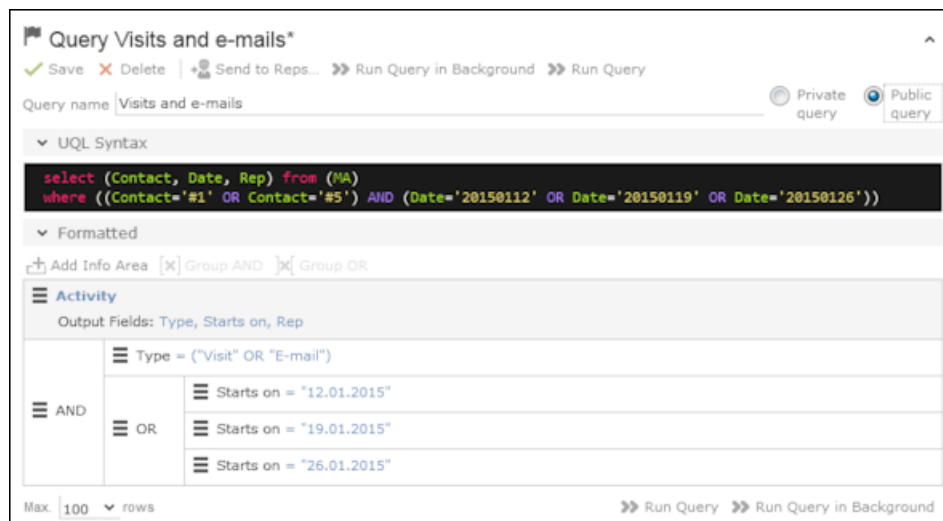 Query Visits and e-mails*
Save Delete Send to Reps... Run Query in Background Run Query
Query name Visits and e-mails Private query Public query
UQL Syntax
select (Contact, Date, Rep) from (MA)
where ((Contact='#1' OR Contact='#5') AND (Date='20150112' OR Date='20150119' OR Date='20150126'))
Formatted
Add Info Area Group AND Group OR
Activity
Output Fields: Type, Starts on, Rep
AND
Type = ("Visit" OR "E-mail")
OR
Starts on = "12.01.2015"
Starts on = "19.01.2015"
Starts on = "26.01.2015"
Max. 100 rows Run Query Run Query in Background